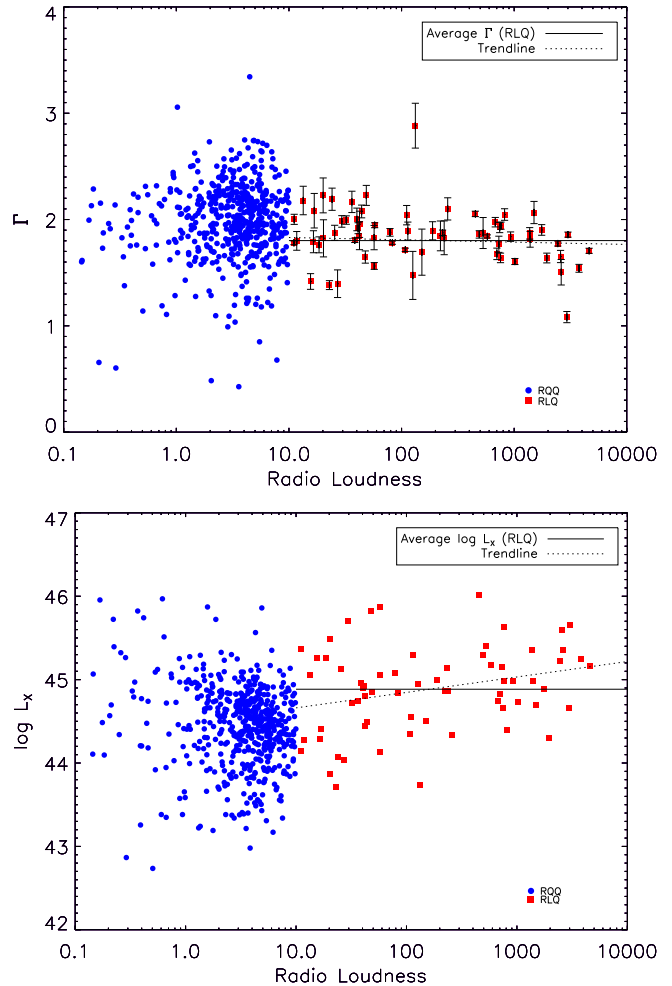 4
3
2
1
0
Γ
Average Γ (RLQ)
Trendline
RQQ
RLQ
0.1 1.0 10.0 100 1000 10000
Radio Loudness
47
46
45
44
43
42
log Lx
Average log Lx (RLQ)
Trendline
RQQ
RLQ
0.1 1.0 10.0 100 1000 10000
Radio Loudness